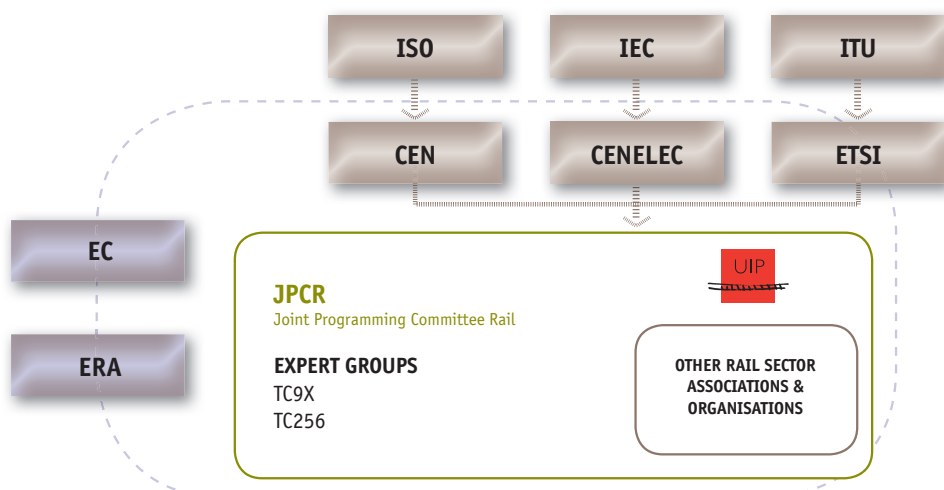 ISO
IEC
ITU
CEN
CENELEC
ETSI
EC
ERA
JPCR
Joint Programming Committee Rail
EXPERT GROUPS
TC9X
TC256
UIP
OTHER RAIL SECTOR
ASSOCIATIONS &
ORGANISATIONS